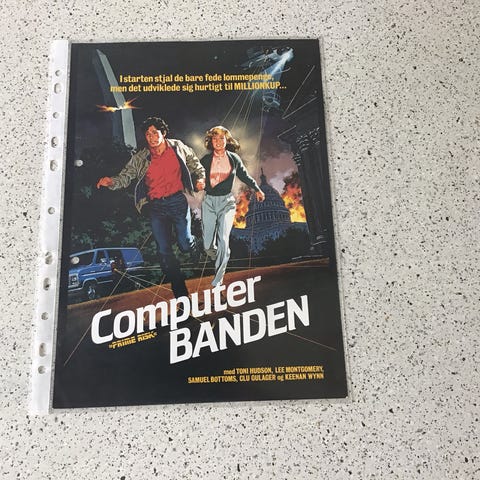 I starten stjal de bare fede lommepenge,
men det udviklede sig hurtigt til MILLIONKUP...
Computer
»PRIME RISK«
BANDEN
med TONI HUDSON, LEE MONTGOMERY,
SAMUEL BOTTOMS, CLU GULAGER og KEENAN WYNN